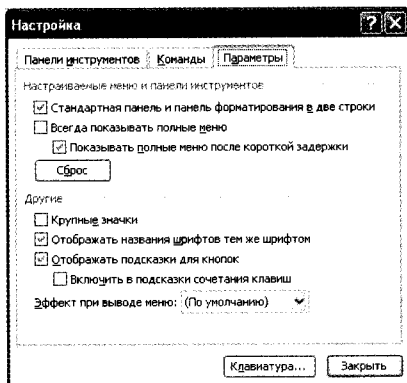 Настройка
Панели инструментов Команды Параметры
Настраиваемые меню и панели инструментов
Стандартная панель и панель форматирования в две строки
Всегда показывать полные меню
Показывать полные меню после короткой задержки
Сброс
Другие
Крупные значки
Отображать названия шрифтов тем же шрифтом
Отображать подсказки для кнопок
Включить в подсказки сочетания клавиш
Эффект при выводе меню: (По умолчанию)
Клавиатура... Закрыть